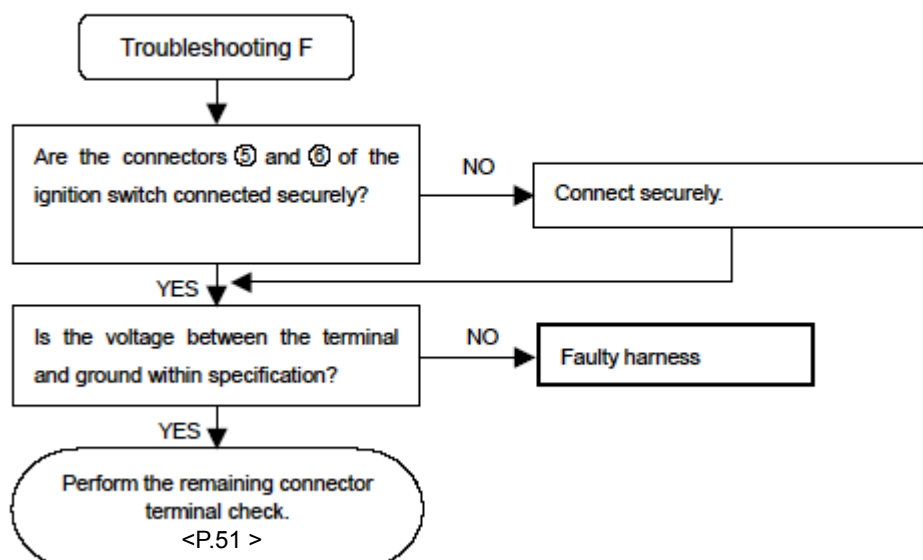 Troubleshooting F
Are the connectors ⑤ and ⑥ of the
ignition switch connected securely?
NO
Connect securely.
YES
Is the voltage between the terminal
and ground within specification?
NO
Faulty harness
YES
Perform the remaining connector
terminal check.
<P.51 >